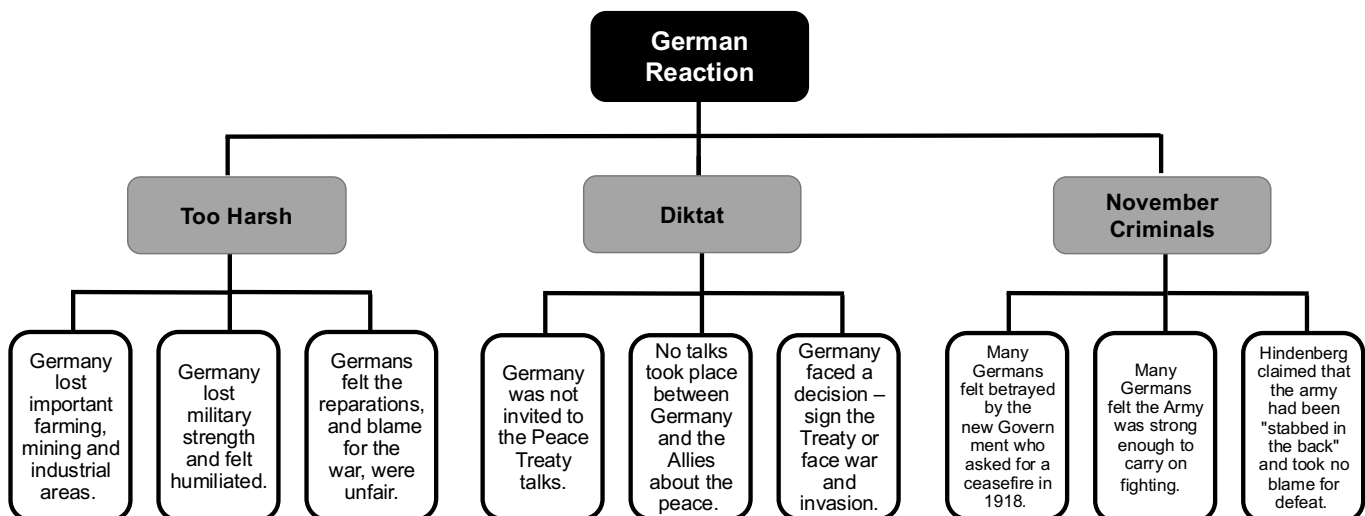 German
Reaction
Too Harsh
Diktat
November
Criminals
Germany
lost
important
farming,
mining and
industrial
areas.
Germany
lost
military
strength
and felt
humiliated.
Germans
felt the
reparations,
and blame
for the
war, were
unfair.
Germany
was not
invited to
the Peace
Treaty
talks.
No talks
took place
between
Germany
and the
Allies
about the
peace.
Germany
faced a
decision –
sign the
Treaty or
face war
and
invasion.
Many
Germans
felt betrayed
by the
new Govern
ment who
asked for a
ceasefire in
1918.
Many
Germans
felt the Army
was strong
enough to
carry on
fighting.
Hindenberg
claimed that
the army
had been
"stabbed in
the back"
and took no
blame for
defeat.